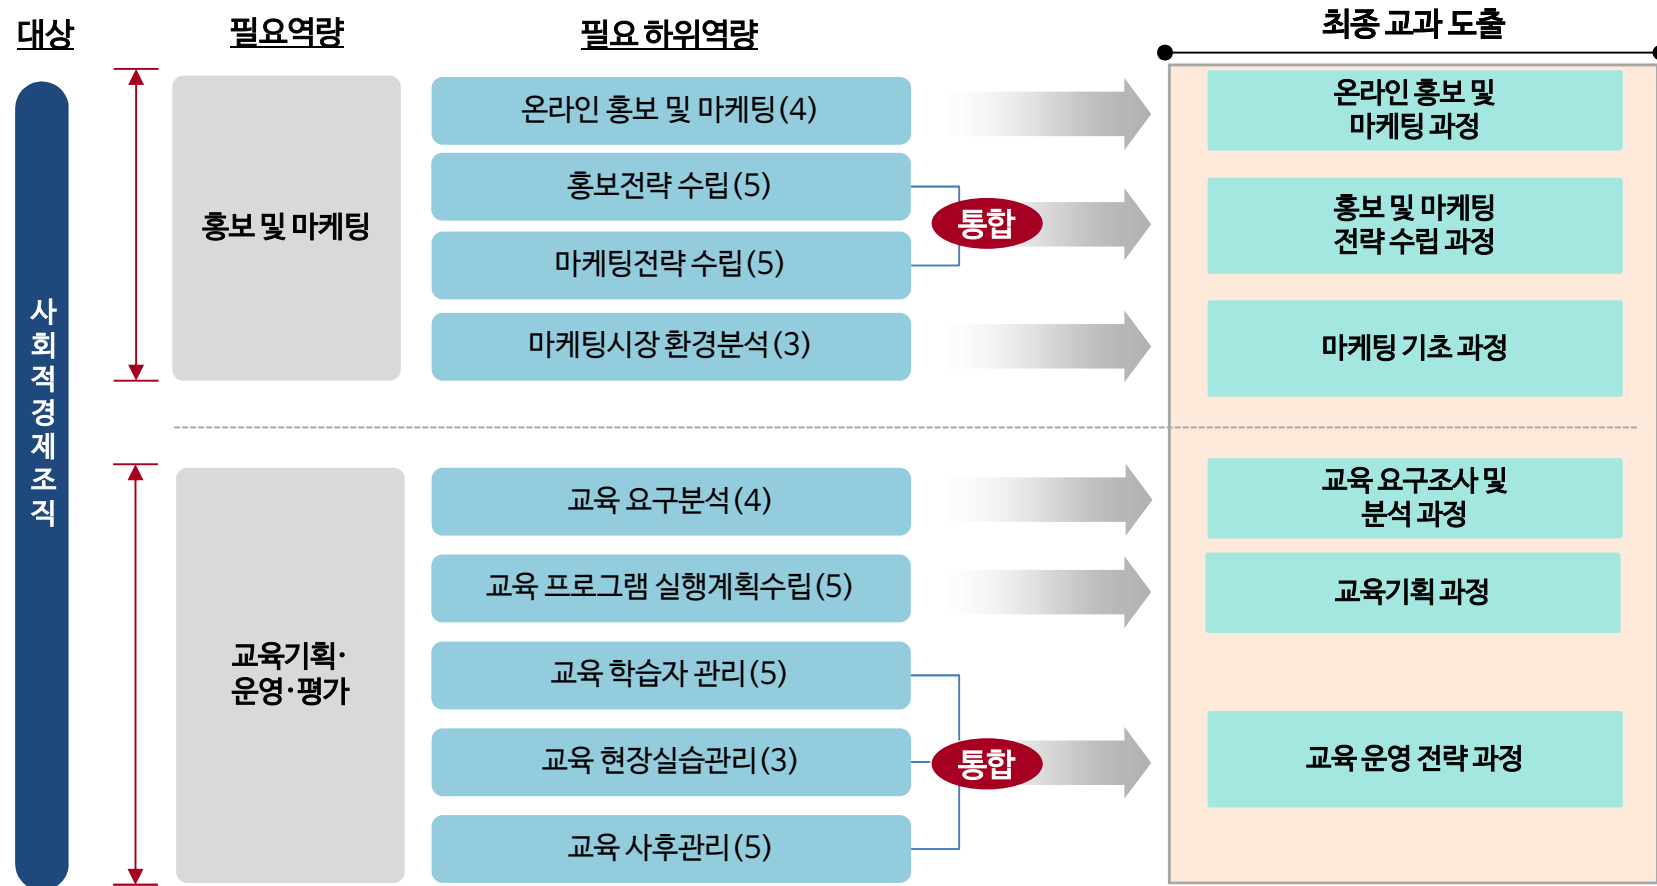 대상
필요역량
필요 하위역량
최종 교과 도출
사회적경제조직
홍보 및 마케팅
온라인 홍보 및 마케팅(4)
홍보전략 수립(5)
마케팅전략 수립(5)
마케팅시장 환경분석(3)
통합
온라인 홍보 및
마케팅 과정
홍보 및 마케팅
전략 수립 과정
마케팅 기초 과정
교육기획·
운영·평가
교육 요구분석(4)
교육 프로그램 실행계획수립(5)
교육 학습자 관리(5)
교육 현장실습관리(3)
교육 사후관리(5)
통합
교육 요구조사 및
분석 과정
교육기획 과정
교육 운영 전략 과정